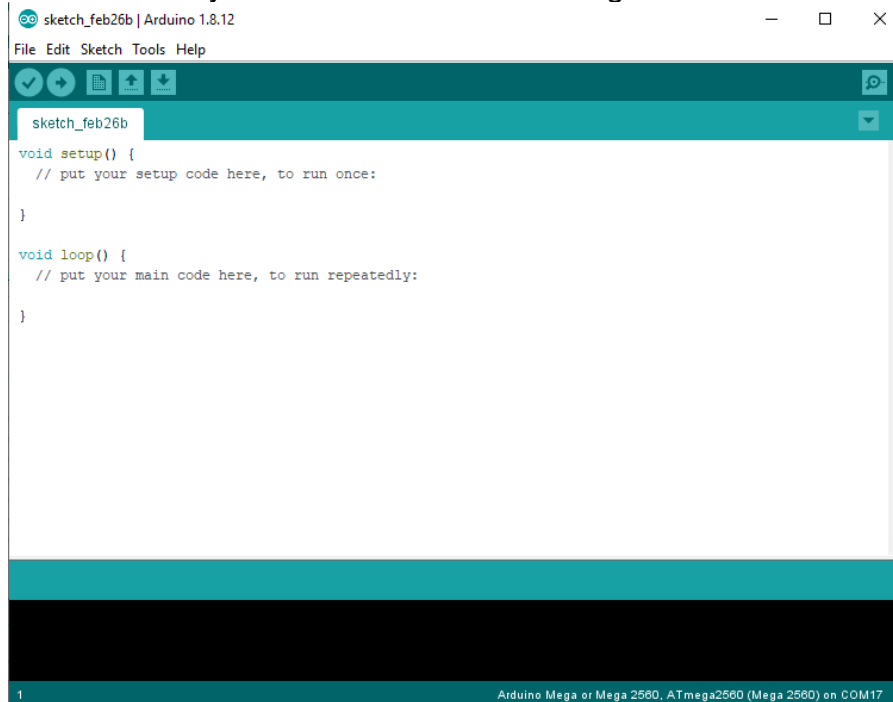 sketch_feb26b | Arduino 1.8.12
File Edit Sketch Tools Help
sketch_feb26b
void setup() {
  // put your setup code here, to run once:
}
void loop() {
  // put your main code here, to run repeatedly:
}
1 Arduino Mega or Mega 2560, ATmega2560 (Mega 2560) on COM17